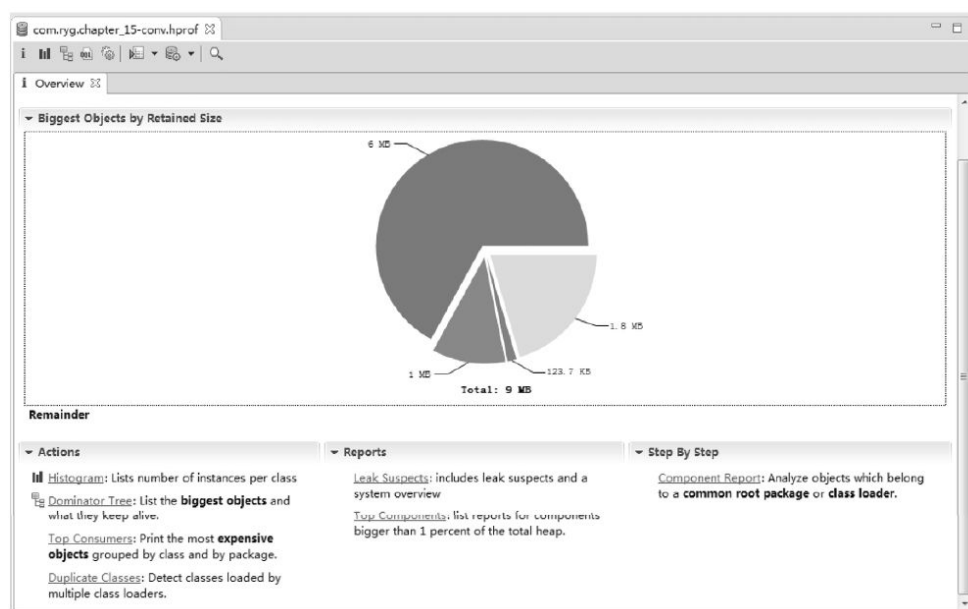 com.ryg.chapter_15-conv.hprof
i Overview
Biggest Objects by Retained Size
6 MB
1.8 MB
123.7 KB
1 MB
Total: 9 MB
Remainder
Actions
Histogram: Lists number of instances per class
Dominator Tree: List the biggest objects and
what they keep alive.
Top Consumers: Print the most expensive
objects grouped by class and by package.
Duplicate Classes: Detect classes loaded by
multiple class loaders.
Reports
Leak Suspects: includes leak suspects and a
system overview
Top Components: list reports for components
bigger than 1 percent of the total heap.
Step By Step
Component Report: Analyze objects which belong
to a common root package or class loader.